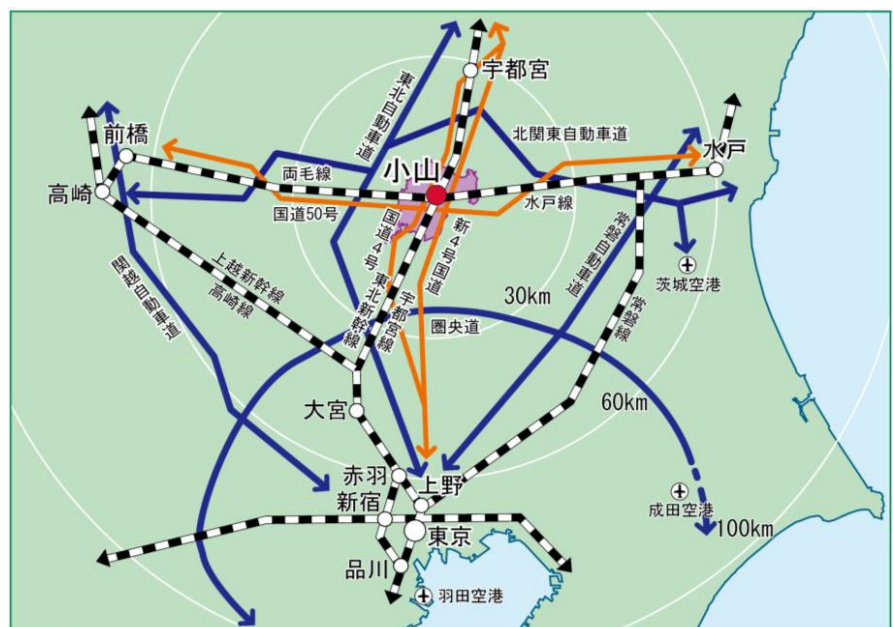 宇都宮
東北自動車道
北関東自動車道
前橋
水戸
両毛線
小山
高崎
水戸線
国道50号
国道4号
新4号国道
常磐自動車道
上越新幹線
高崎線
関越自動車道
東北新幹線
宇都宮線
茨城空港
30km
圏央道
常磐線
大宮
60km
赤羽
上野
新宿
成田空港
東京
100km
品川
羽田空港